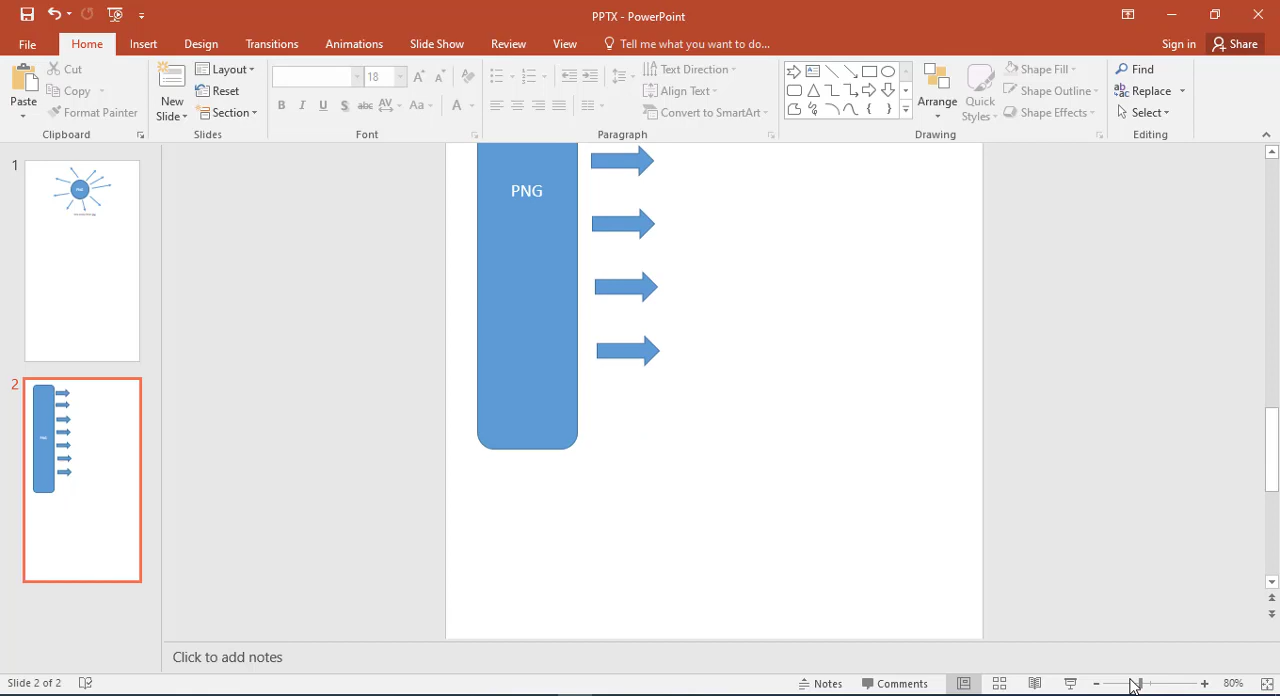 PPTX - PowerPoint
File Home Insert Design Transitions Animations Slide Show Review View Tell me what you want to do... Sign in Share
Paste Cut Copy Format Painter Clipboard
New Slide Layout Reset Section Slides
18 B I U S abc AV Aa A Font
Text Direction Align Text Convert to SmartArt Paragraph
Arrange Quick Styles Shape Fill Shape Outline Shape Effects Drawing
Find Replace Select Editing
1
2
PNG
PNG
Click to add notes
Slide 2 of 2 Notes Comments 80%